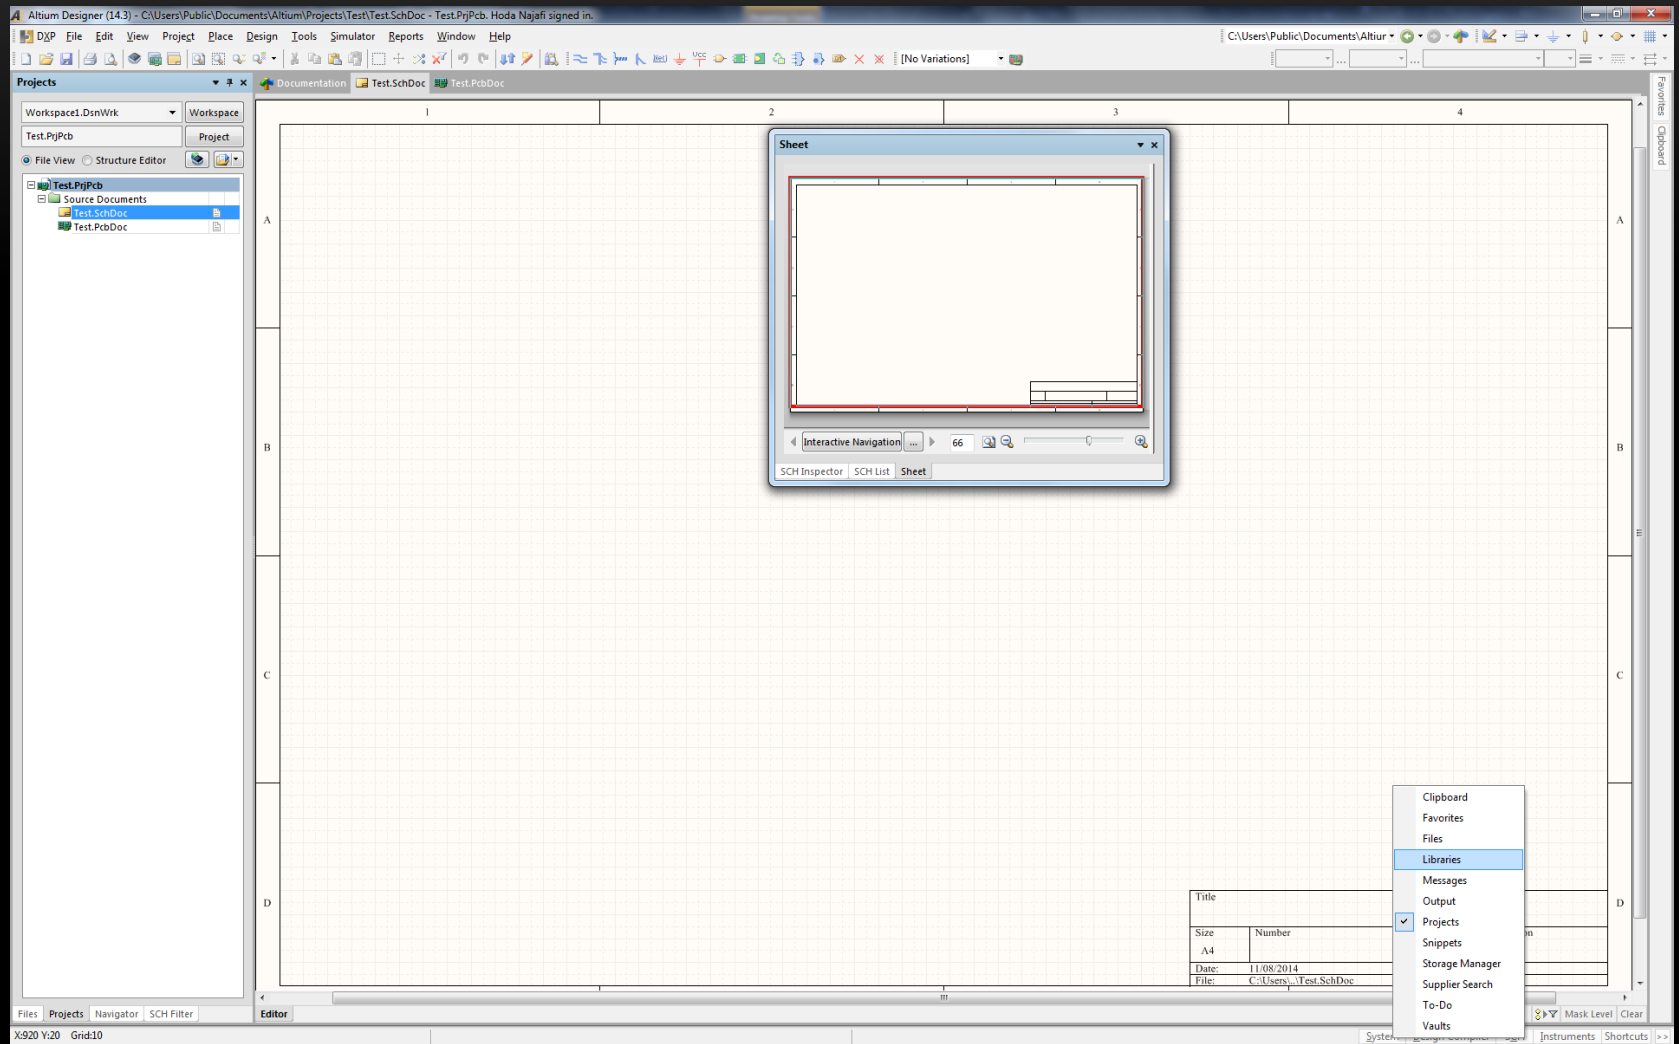 Altium Designer (14.3) - C:\Users\Public\Documents\Altium\Projects\Test\Test.SchDoc - Test.PrjPcb. Hoda Najafi signed in.
DXP File Edit View Project Place Design Tools Simulator Reports Window Help
C:\Users\Public\Documents\Altiur
[No Variations]
Projects
Documentation Test.SchDoc Test.PcbDoc
Favorites
Clipboard
Workspace1.DsnWrk Workspace
Test.PrjPcb Project
File View Structure Editor
Test.PrjPcb
Source Documents
Test.SchDoc
Test.PcbDoc
1 2 3 4
Sheet
Interactive Navigation ... 66
SCH Inspector SCH List Sheet
A A
B B
C C
D D
Clipboard
Favorites
Files
Libraries
Messages
Output
Projects
Snippets
Storage Manager
Supplier Search
To-Do
Vaults
Title
Size Number
A4
Date: 11/08/2014
File: C:\Users\..\Test.SchDoc
Files Projects Navigator SCH Filter
Editor
Mask Level Clear
X:920 Y:20 Grid:10
Instruments Shortcuts >>